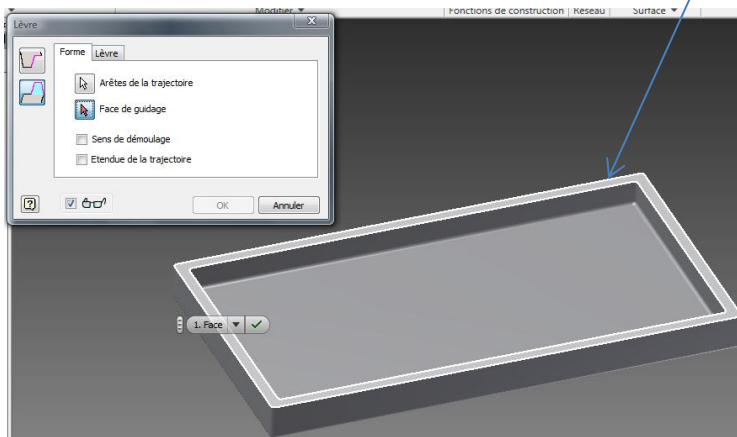 Modifier
Fonctions de construction
Réseau
Surface
Lèvre
Forme
Lèvre
Arêtes de la trajectoire
Face de guidage
Sens de démoulage
Etendue de la trajectoire
OK
Annuler
1. Face